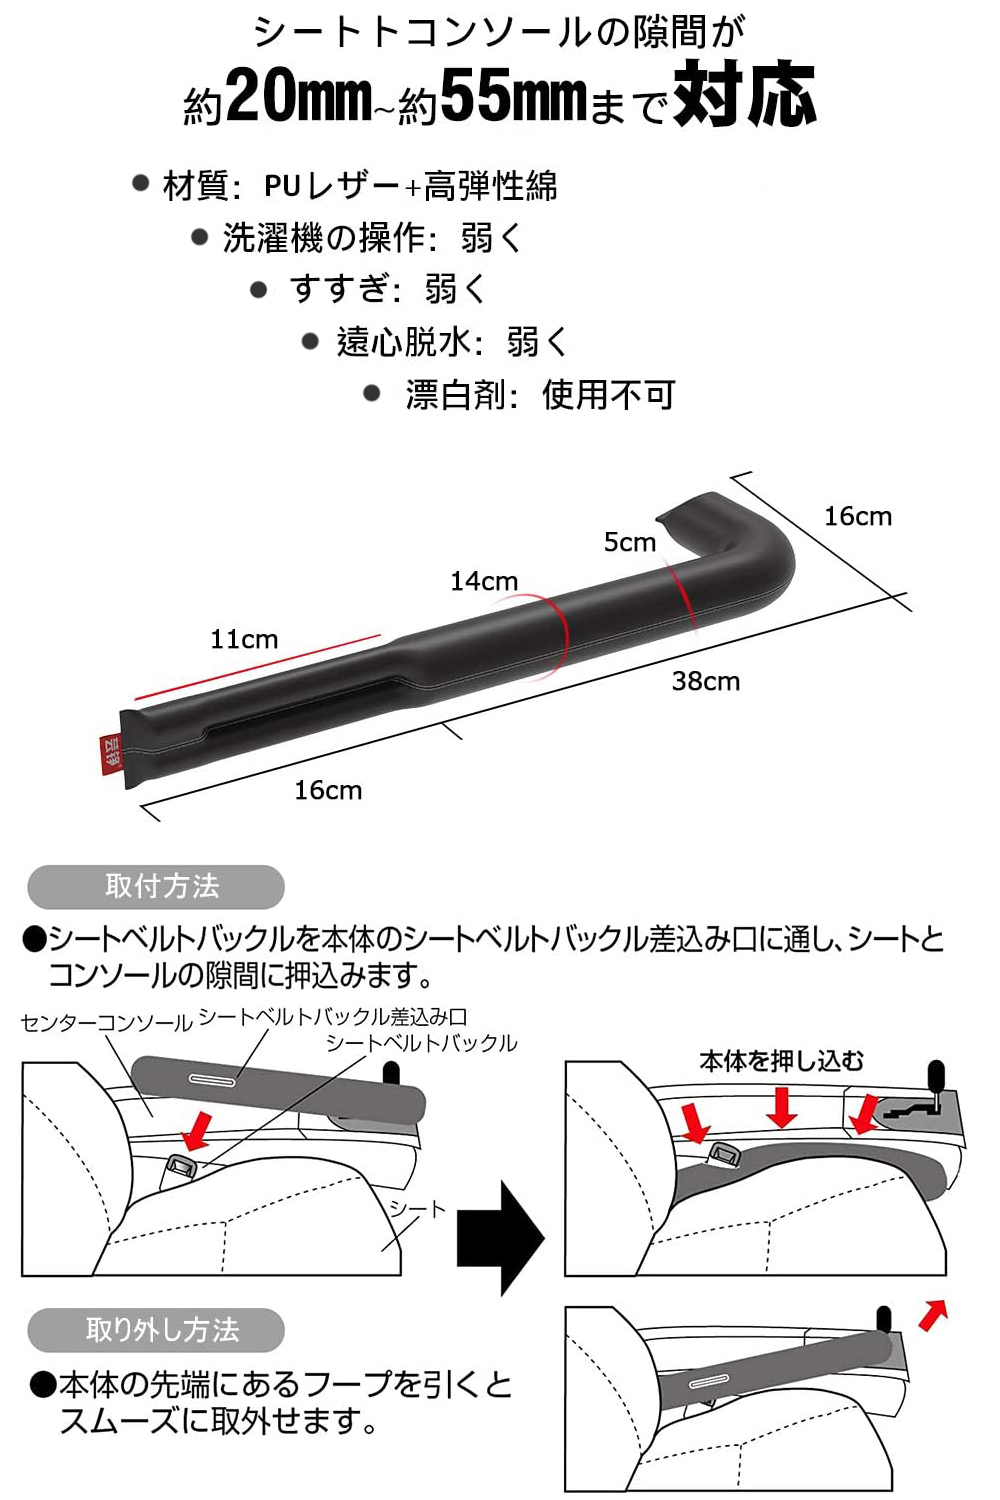 シートトコンソールの隙間が
約20mm~約55mmまで対応
● 材質：PUレザー+高弾性綿
● 洗濯機の操作：弱く
● すすぎ：弱く
● 遠心脱水：弱く
● 漂白剤：使用不可
16cm
5cm
14cm
11cm
38cm
16cm
取付方法
●シートベルトバックルを本体のシートベルトバックル差込み口に通し、シートと
コンソールの隙間に押込みます。
センターコンソール
シートベルトバックル差込み口
シートベルトバックル
シート
本体を押し込む
取り外し方法
●本体の先端にあるフープを引くと
スムーズに取外せます。